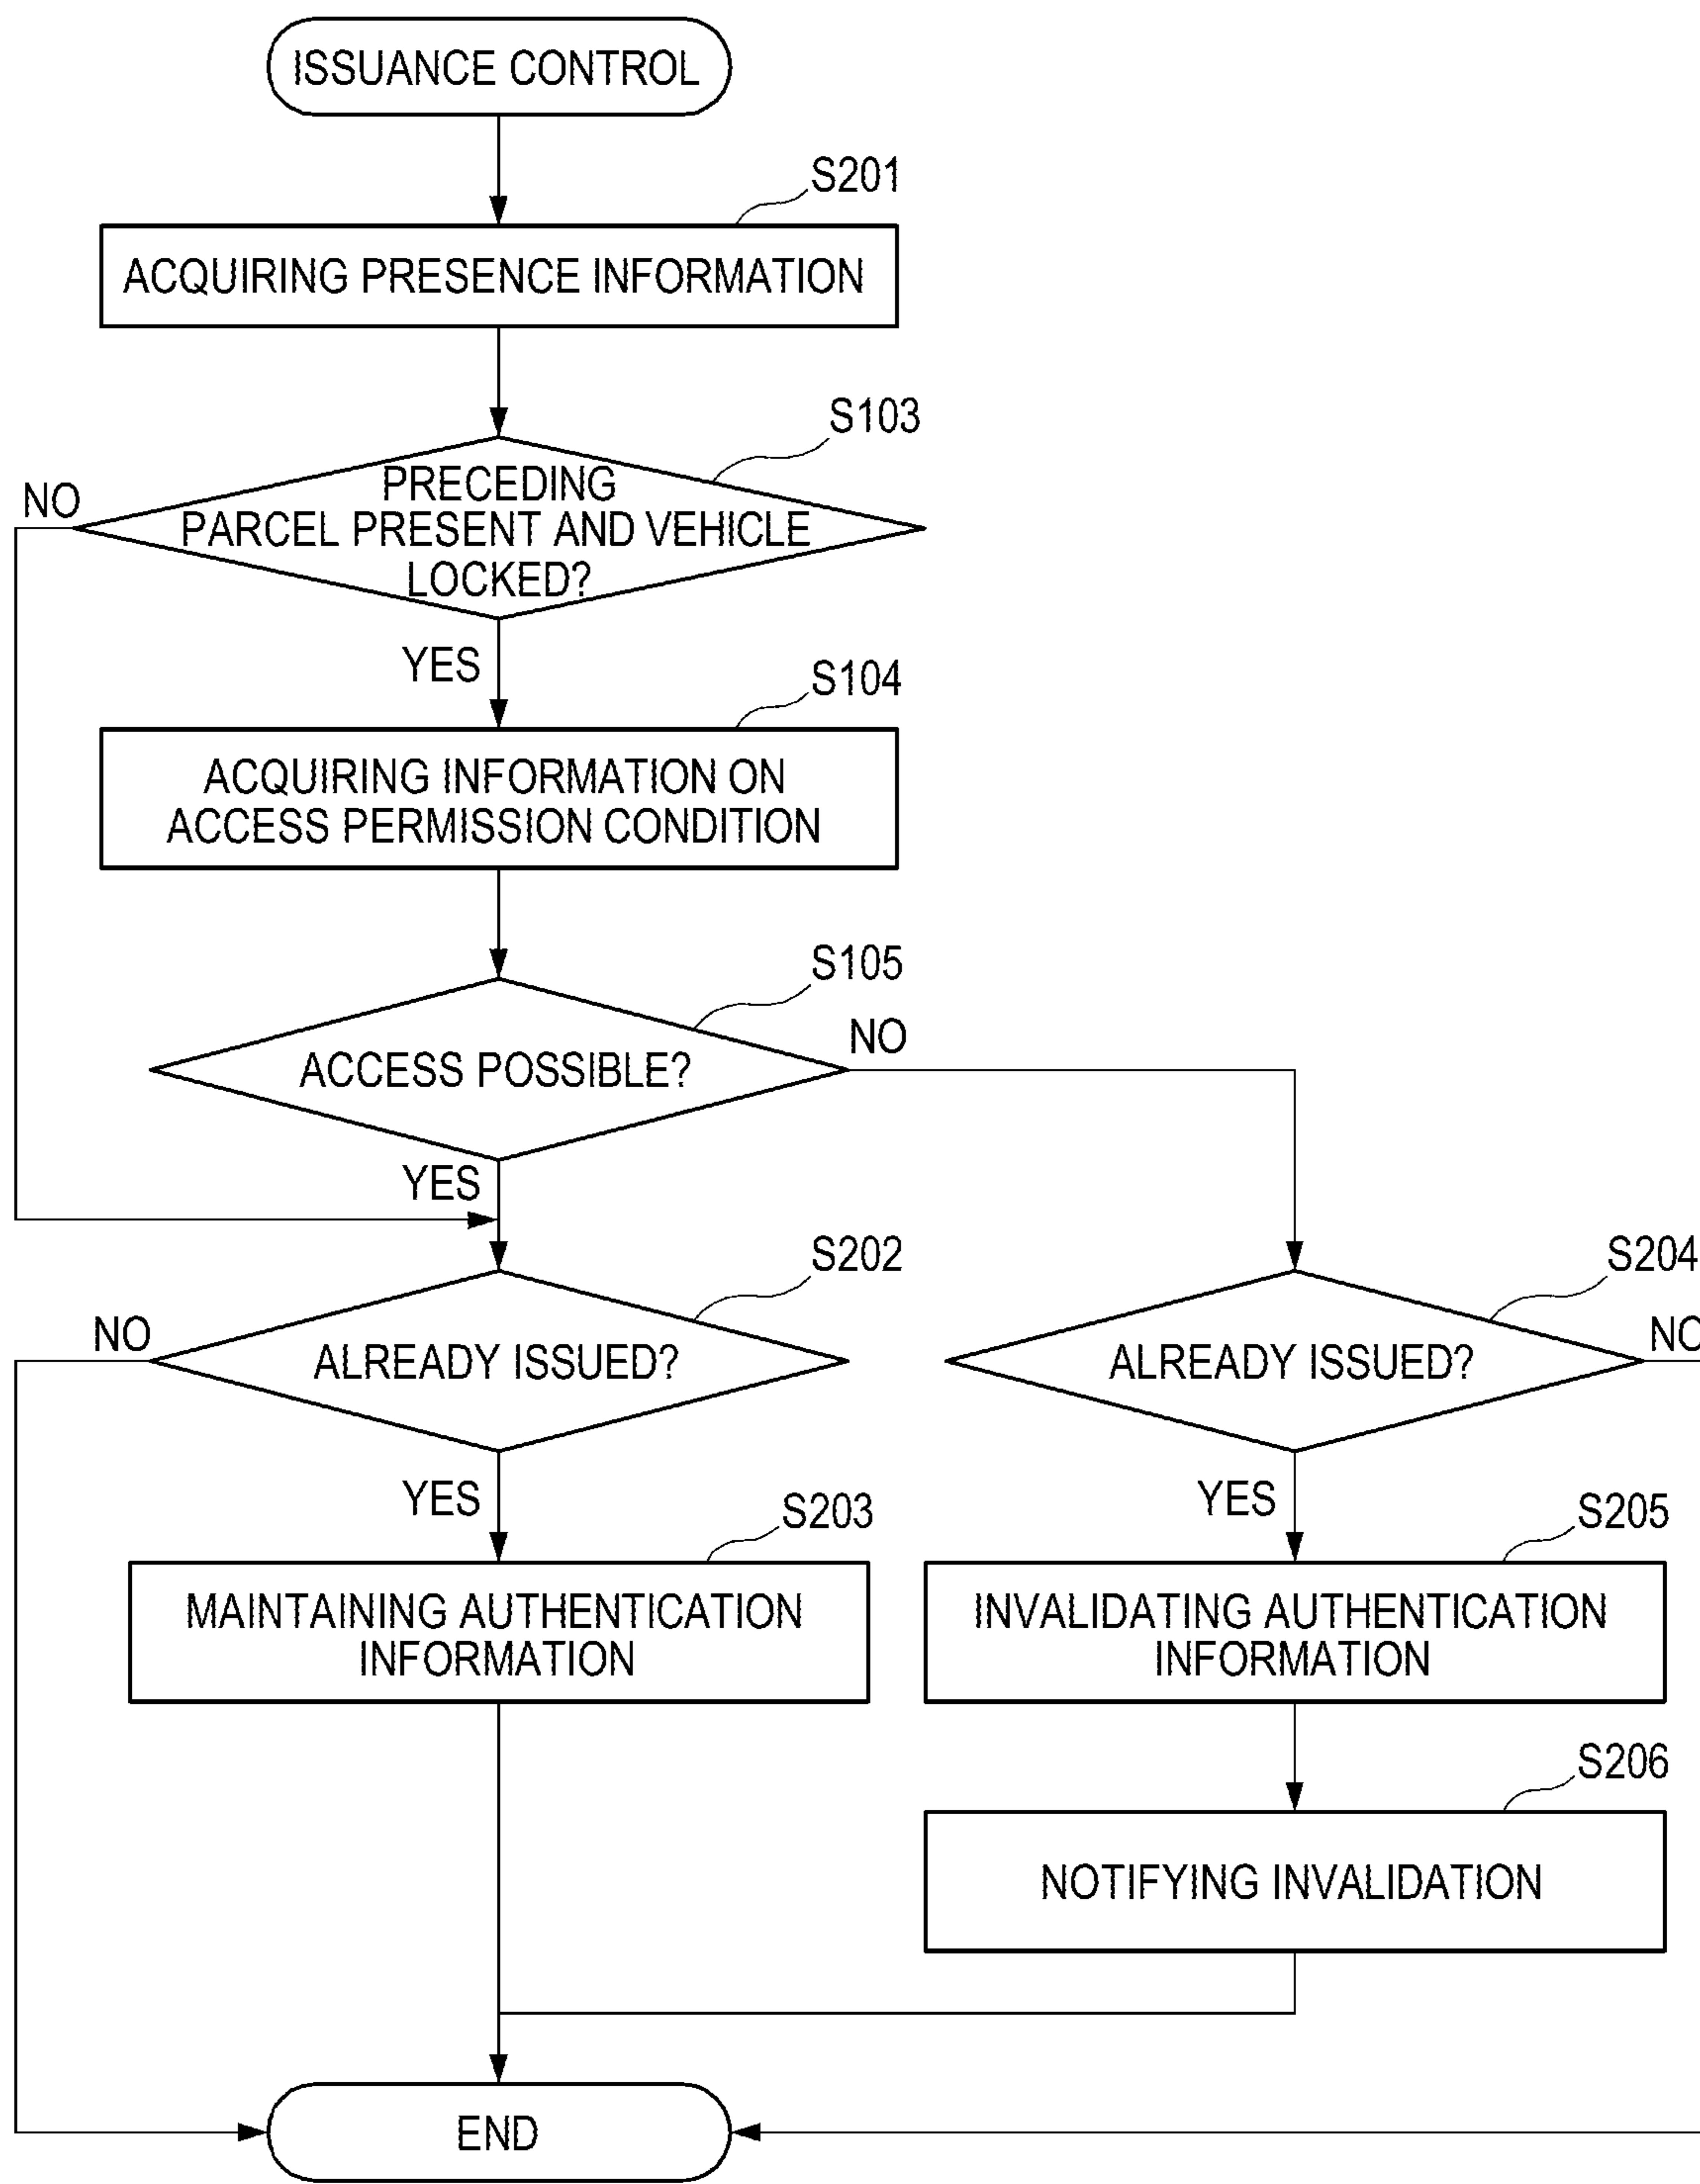 ISSUANCE CONTROL
S201
ACQUIRING PRESENCE INFORMATION
S103
NO
PRECEDING
PARCEL PRESENT AND VEHICLE
LOCKED?
YES
S104
ACQUIRING INFORMATION ON
ACCESS PERMISSION CONDITION
S105
NO
ACCESS POSSIBLE?
YES
S202
S204
NO
ALREADY ISSUED?
ALREADY ISSUED?
NO
YES
YES
S203
S205
MAINTAINING AUTHENTICATION
INFORMATION
INVALIDATING AUTHENTICATION
INFORMATION
S206
NOTIFYING INVALIDATION
END